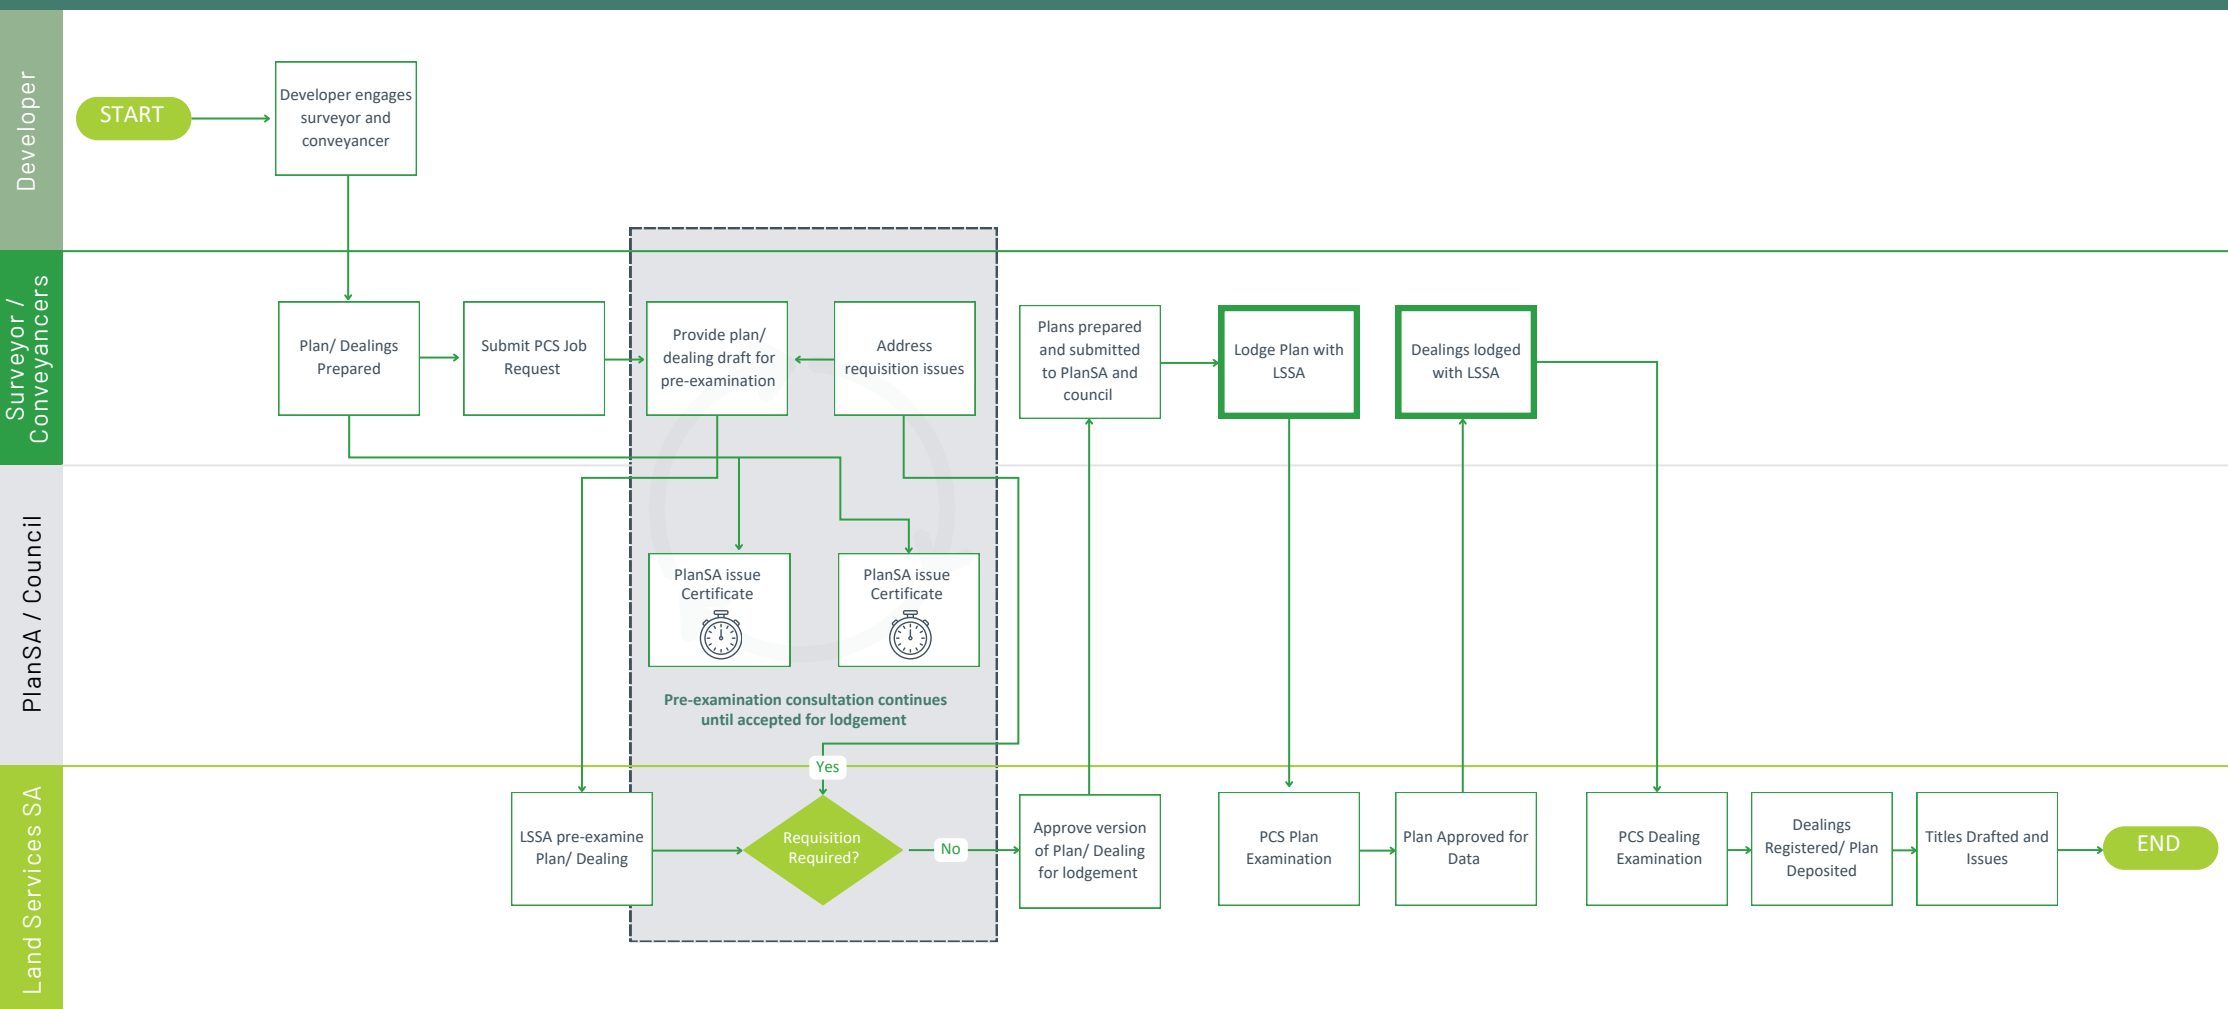 Developer
START
Developer engages
surveyor and
conveyancer
Surveyor /
Conveyancers
Plan/ Dealings
Prepared
Submit PCS Job
Request
Provide plan/
dealing draft for
pre-examination
Address
requisition issues
Plans prepared
and submitted
to PlanSA and
council
Lodge Plan with
LSSA
Dealings lodged
with LSSA
PlanSA / Council
PlanSA issue
Certificate
PlanSA issue
Certificate
Pre-examination consultation continues
until accepted for lodgement
Land Services SA
LSSA pre-examine
Plan/ Dealing
Yes
Requisition
Required?
No
Approve version
of Plan/ Dealing
for lodgement
PCS Plan
Examination
Plan Approved for
Data
PCS Dealing
Examination
Dealings
Registered/ Plan
Deposited
Titles Drafted and
Issues
END